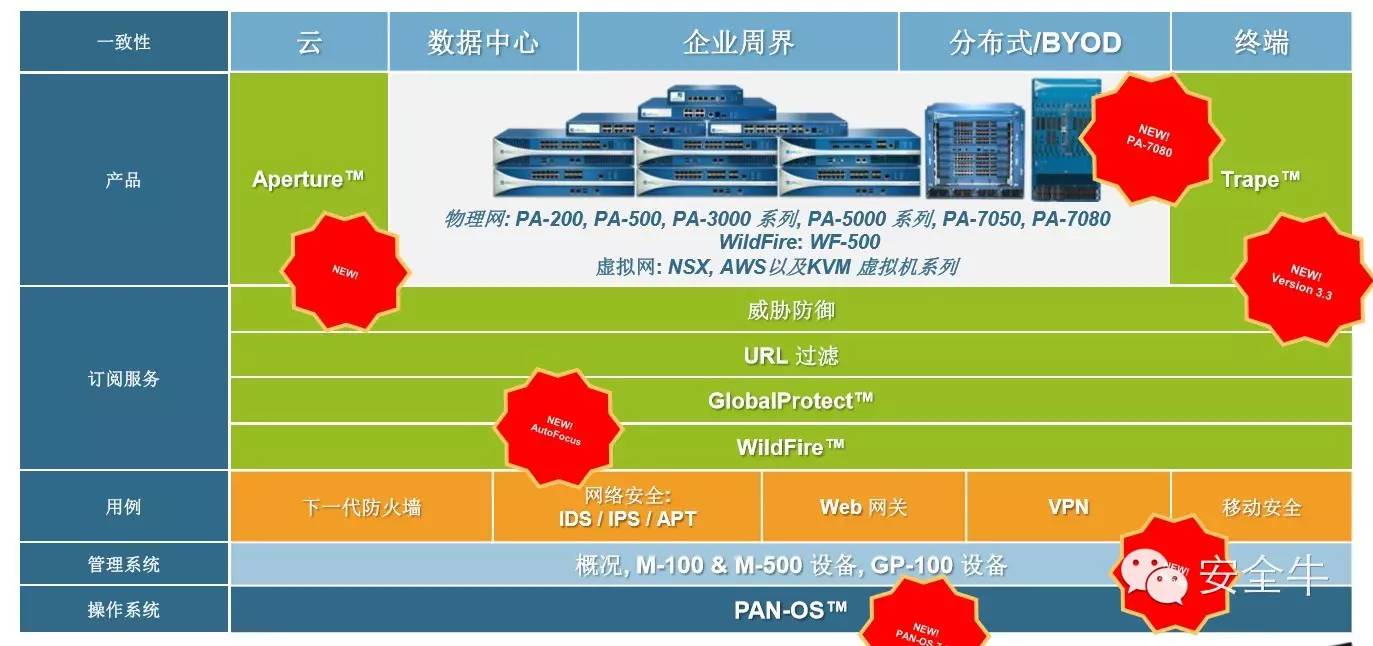 一致性
云
数据中心
企业周界
分布式/BYOD
终端
产品
Aperture™
NEW!
物理网: PA-200, PA-500, PA-3000 系列, PA-5000 系列, PA-7050, PA-7080
WildFire: WF-500
虚拟网: NSX, AWS以及KVM 虚拟机系列
NEW!
PA-7080
Trape™
NEW!
Version 3.3
订阅服务
威胁防御
URL 过滤
GlobalProtect™
WildFire™
NEW!
AutoFocus
用例
下一代防火墙
网络安全:
IDS / IPS / APT
Web 网关
VPN
移动安全
管理系统
概况, M-100 & M-500 设备, GP-100 设备
NEW!
安全牛
操作系统
PAN-OS™
NEW!
PAN-OS